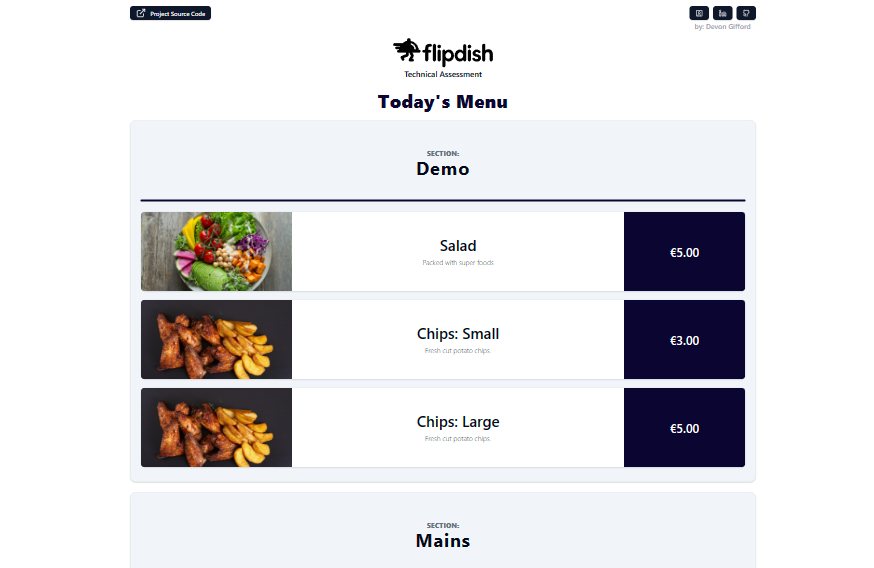 Project Source Code
by: Devon Gifford
flipdish
Technical Assessment
Today's Menu
SECTION:
Demo
Salad
Packed with super foods
€5.00
Chips: Small
Fresh cut potato chips
€3.00
Chips: Large
Fresh cut potato chips
€5.00
SECTION:
Mains